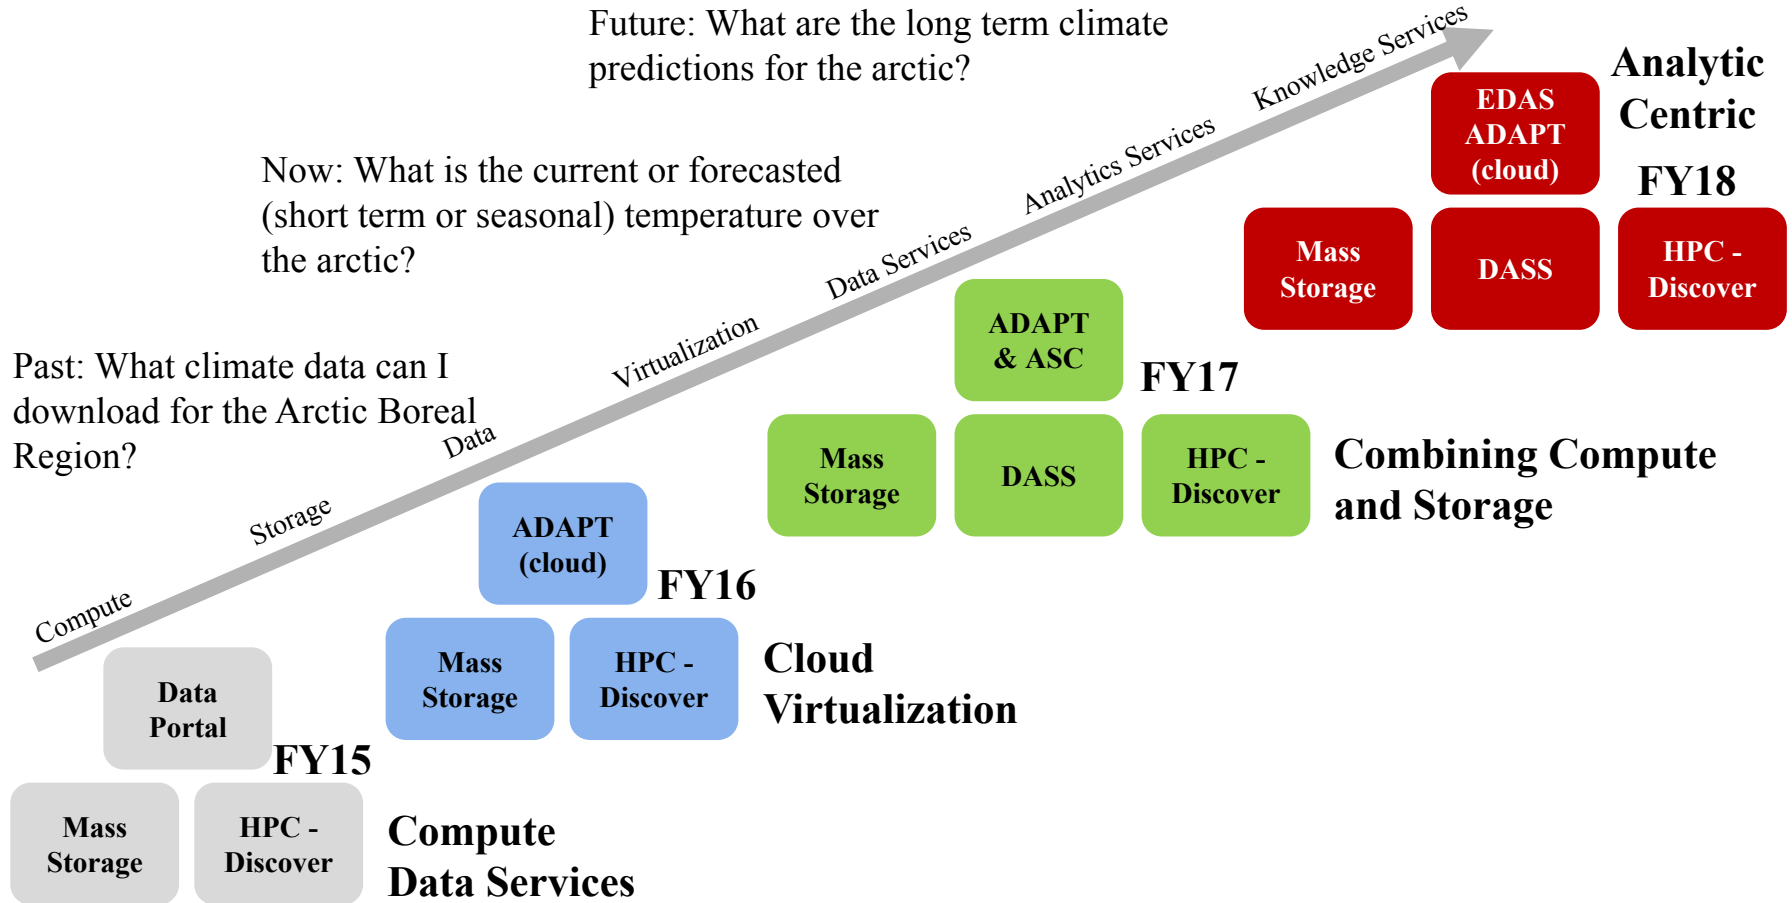 Future: What are the long term climate
predictions for the arctic?
Now: What is the current or forecasted
(short term or seasonal) temperature over
the arctic?
Past: What climate data can I
download for the Arctic Boreal
Region?
Compute
Storage
Data
Virtualization
Data Services
Analytics Services
Knowledge Services
Data
Portal
FY15
Mass
Storage
HPC -
Discover
Compute
Data Services
ADAPT
(cloud)
FY16
Mass
Storage
HPC -
Discover
Cloud
Virtualization
ADAPT
& ASC
FY17
Mass
Storage
DASS
HPC -
Discover
Combining Compute
and Storage
EDAS
ADAPT
(cloud)
Analytic
Centric
FY18
Mass
Storage
DASS
HPC -
Discover